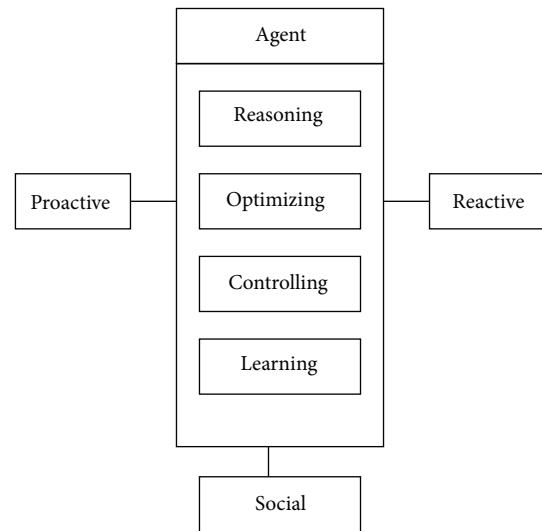 Agent
Reasoning
Proactive
Optimizing
Reactive
Controlling
Learning
Social